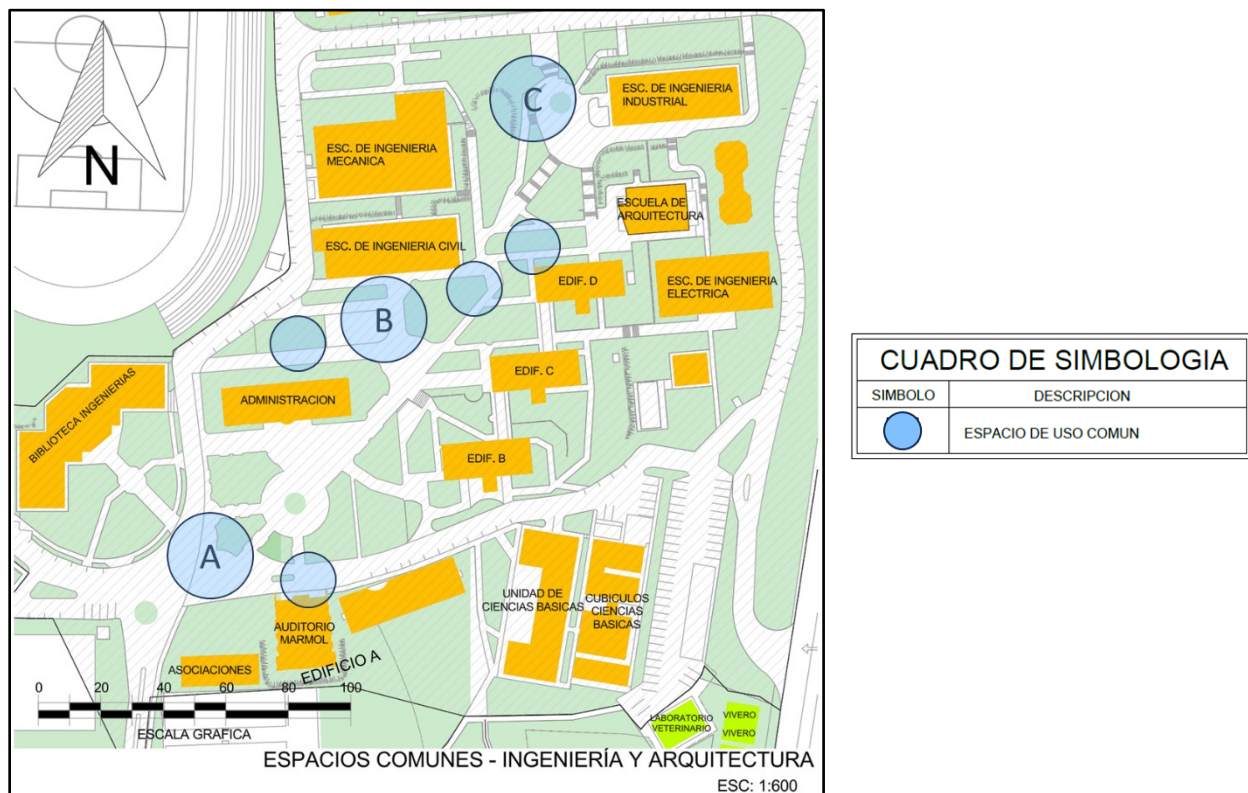 N
C
ESC. DE INGENIERIA
INDUSTRIAL
ESC. DE INGENIERIA
MECANICA
ESCUELA DE
ARQUITECTURA
ESC. DE INGENIERIA CIVIL
EDIF. D
ESC. DE INGENIERIA
ELECTRICA
B
EDIF. C
ADMINISTRACION
BIBLIOTECA INGENIERIAS
EDIF. B
A
UNIDAD DE
CIENCIAS BASICAS
CUBICULOS
CIENCIAS
BASICAS
AUDITORIO
MARMOL
EDIFICIO A
ASOCIACIONES
0 20 40 60 80 100
ESCALA GRAFICA
LABORATORIO
VETERINARIO
VIVERO
VIVERO
ESPACIOS COMUNES - INGENIERÍA Y ARQUITECTURA
ESC: 1:600
CUADRO DE SIMBOLOGIA
SIMBOLO DESCRIPCION
ESPACIO DE USO COMUN